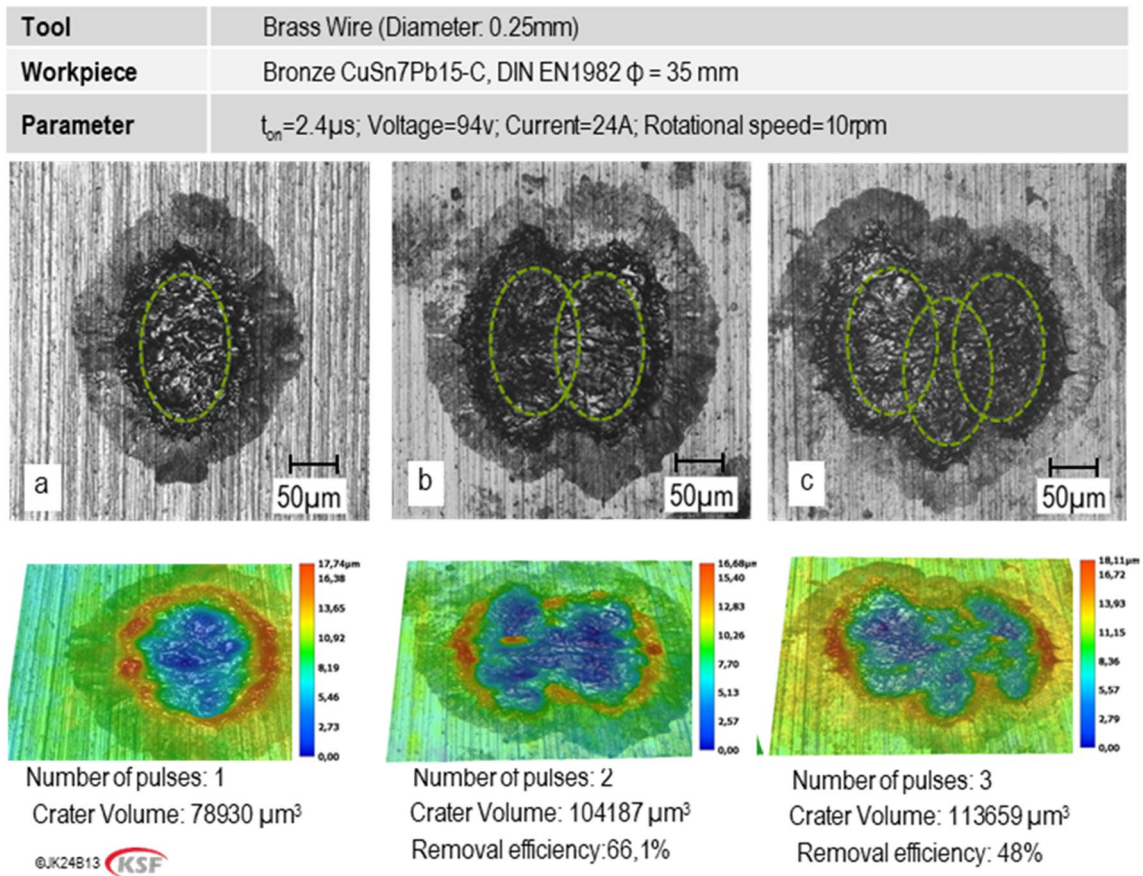 Tool Brass Wire (Diameter: 0.25mm)
Workpiece Bronze CuSn7Pb15-C, DIN EN1982 Φ = 35 mm
Parameter ton=2.4µs; Voltage=94v; Current=24A; Rotational speed=10rpm
a 50µm
b 50µm
c 50µm
17,74µm
16,38
13,65
10,92
8,19
5,46
2,73
0,00
16,68µm
15,40
12,83
10,26
7,70
5,13
2,57
0,00
18,11µm
16,72
13,93
11,15
8,36
5,57
2,79
0,00
Number of pulses: 1
Crater Volume: 78930 µm³
Number of pulses: 2
Crater Volume: 104187 µm³
Removal efficiency:66,1%
Number of pulses: 3
Crater Volume: 113659 µm³
Removal efficiency: 48%
©JK24B13 KSF